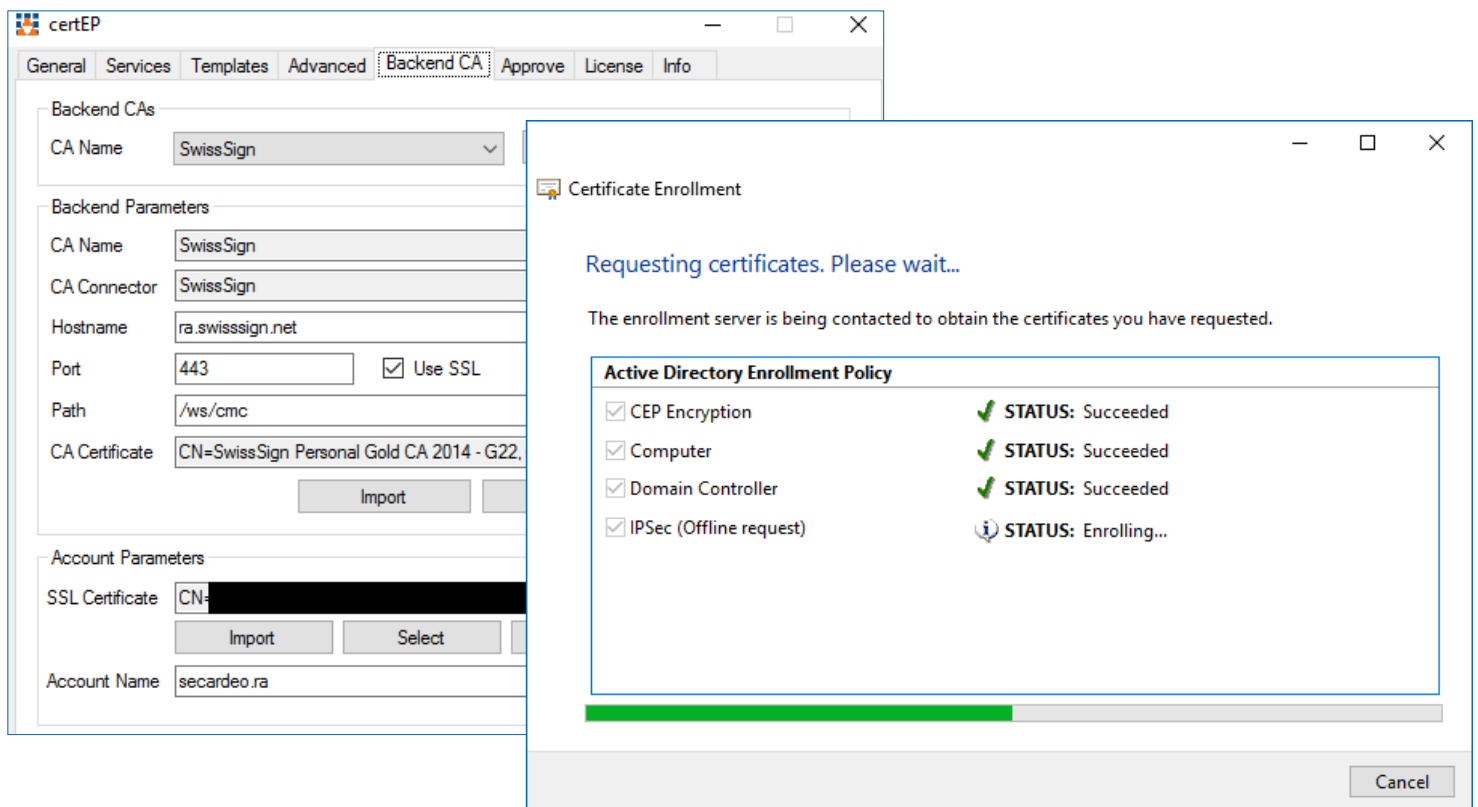 certEP
General Services Templates Advanced Backend CA Approve License Info
Backend CAs
CA Name SwissSign
Backend Parameters
CA Name SwissSign
CA Connector SwissSign
Hostname ra.swisssign.net
Port 443 Use SSL
Path /ws/cmc
CA Certificate CN=SwissSign Personal Gold CA 2014 - G22,
Import
Account Parameters
SSL Certificate CN=
Import Select
Account Name secardeo.ra
Certificate Enrollment
Requesting certificates. Please wait...
The enrollment server is being contacted to obtain the certificates you have requested.
Active Directory Enrollment Policy
CEP Encryption STATUS: Succeeded
Computer STATUS: Succeeded
Domain Controller STATUS: Succeeded
IPSec (Offline request) STATUS: Enrolling...
Cancel